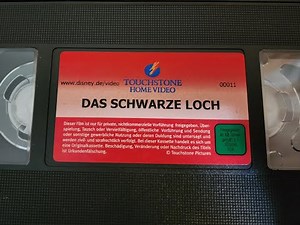 www.disney.de/video
TOUCHSTONE
HOME VIDEO
00011
DAS SCHWARZE LOCH
Dieser Film ist nur für private, nichtkommerzielle Vorführung freigegeben. Über-
spielung, Tausch oder Vervielfältigung, öffentliche Vorführung und Sendung
oder sonstige gewerbliche Nutzung oder deren Duldung sind untersagt und
werden zivil- und strafrechtlich verfolgt. Bei dieser Kassette handelt es sich um
eine Originalkassette. Beschädigung, Veränderung oder Nachdruck des Titels
ist Urkundenfälschung.
© Touchstone Pictures